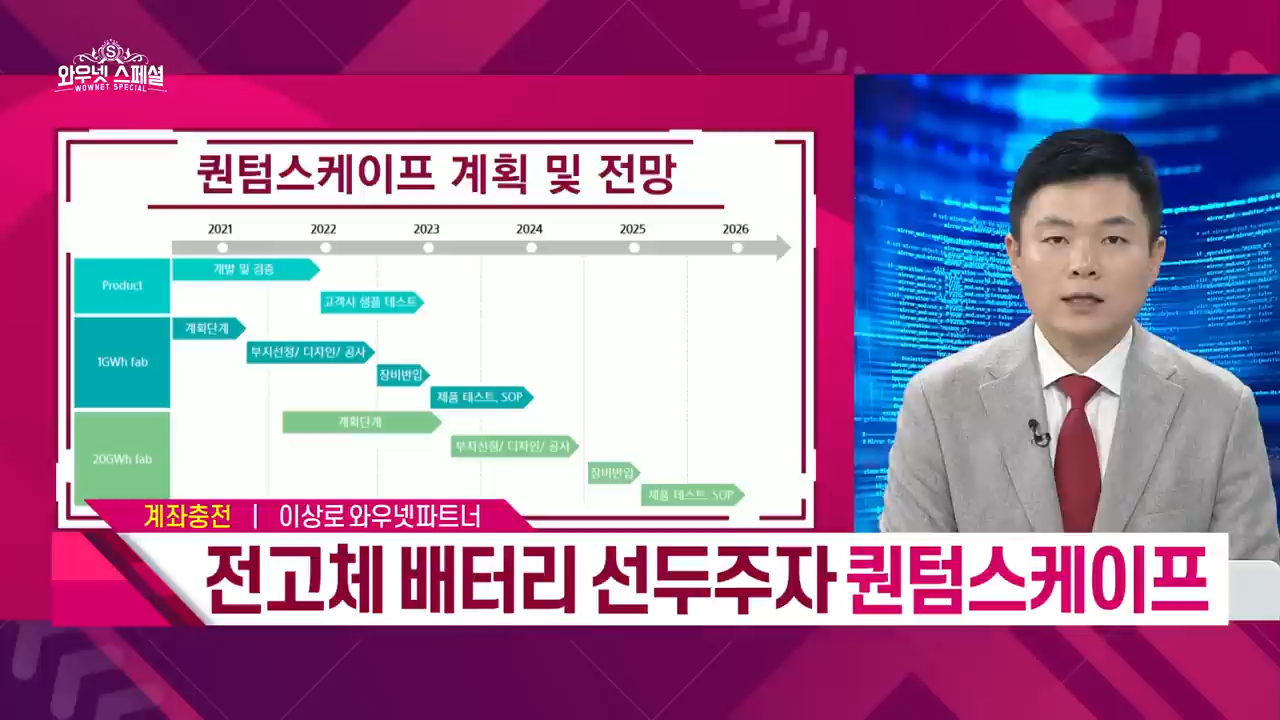 와우넷 스페셜
WOWNET SPECIAL
퀀텀스케이프 계획 및 전망
2021 2022 2023 2024 2025 2026
Product
개발 및 검증
고객사 샘플 테스트
1GWh fab
계획단계
부지선정/ 디자인/ 공사
장비반입
제품 테스트, SOP
20GWh fab
계획단계
부지선정/ 디자인/ 공사
장비반입
제품 테스트, SOP
계좌충전 | 이상로 와우넷파트너
전고체 배터리 선두주자 퀀텀스케이프